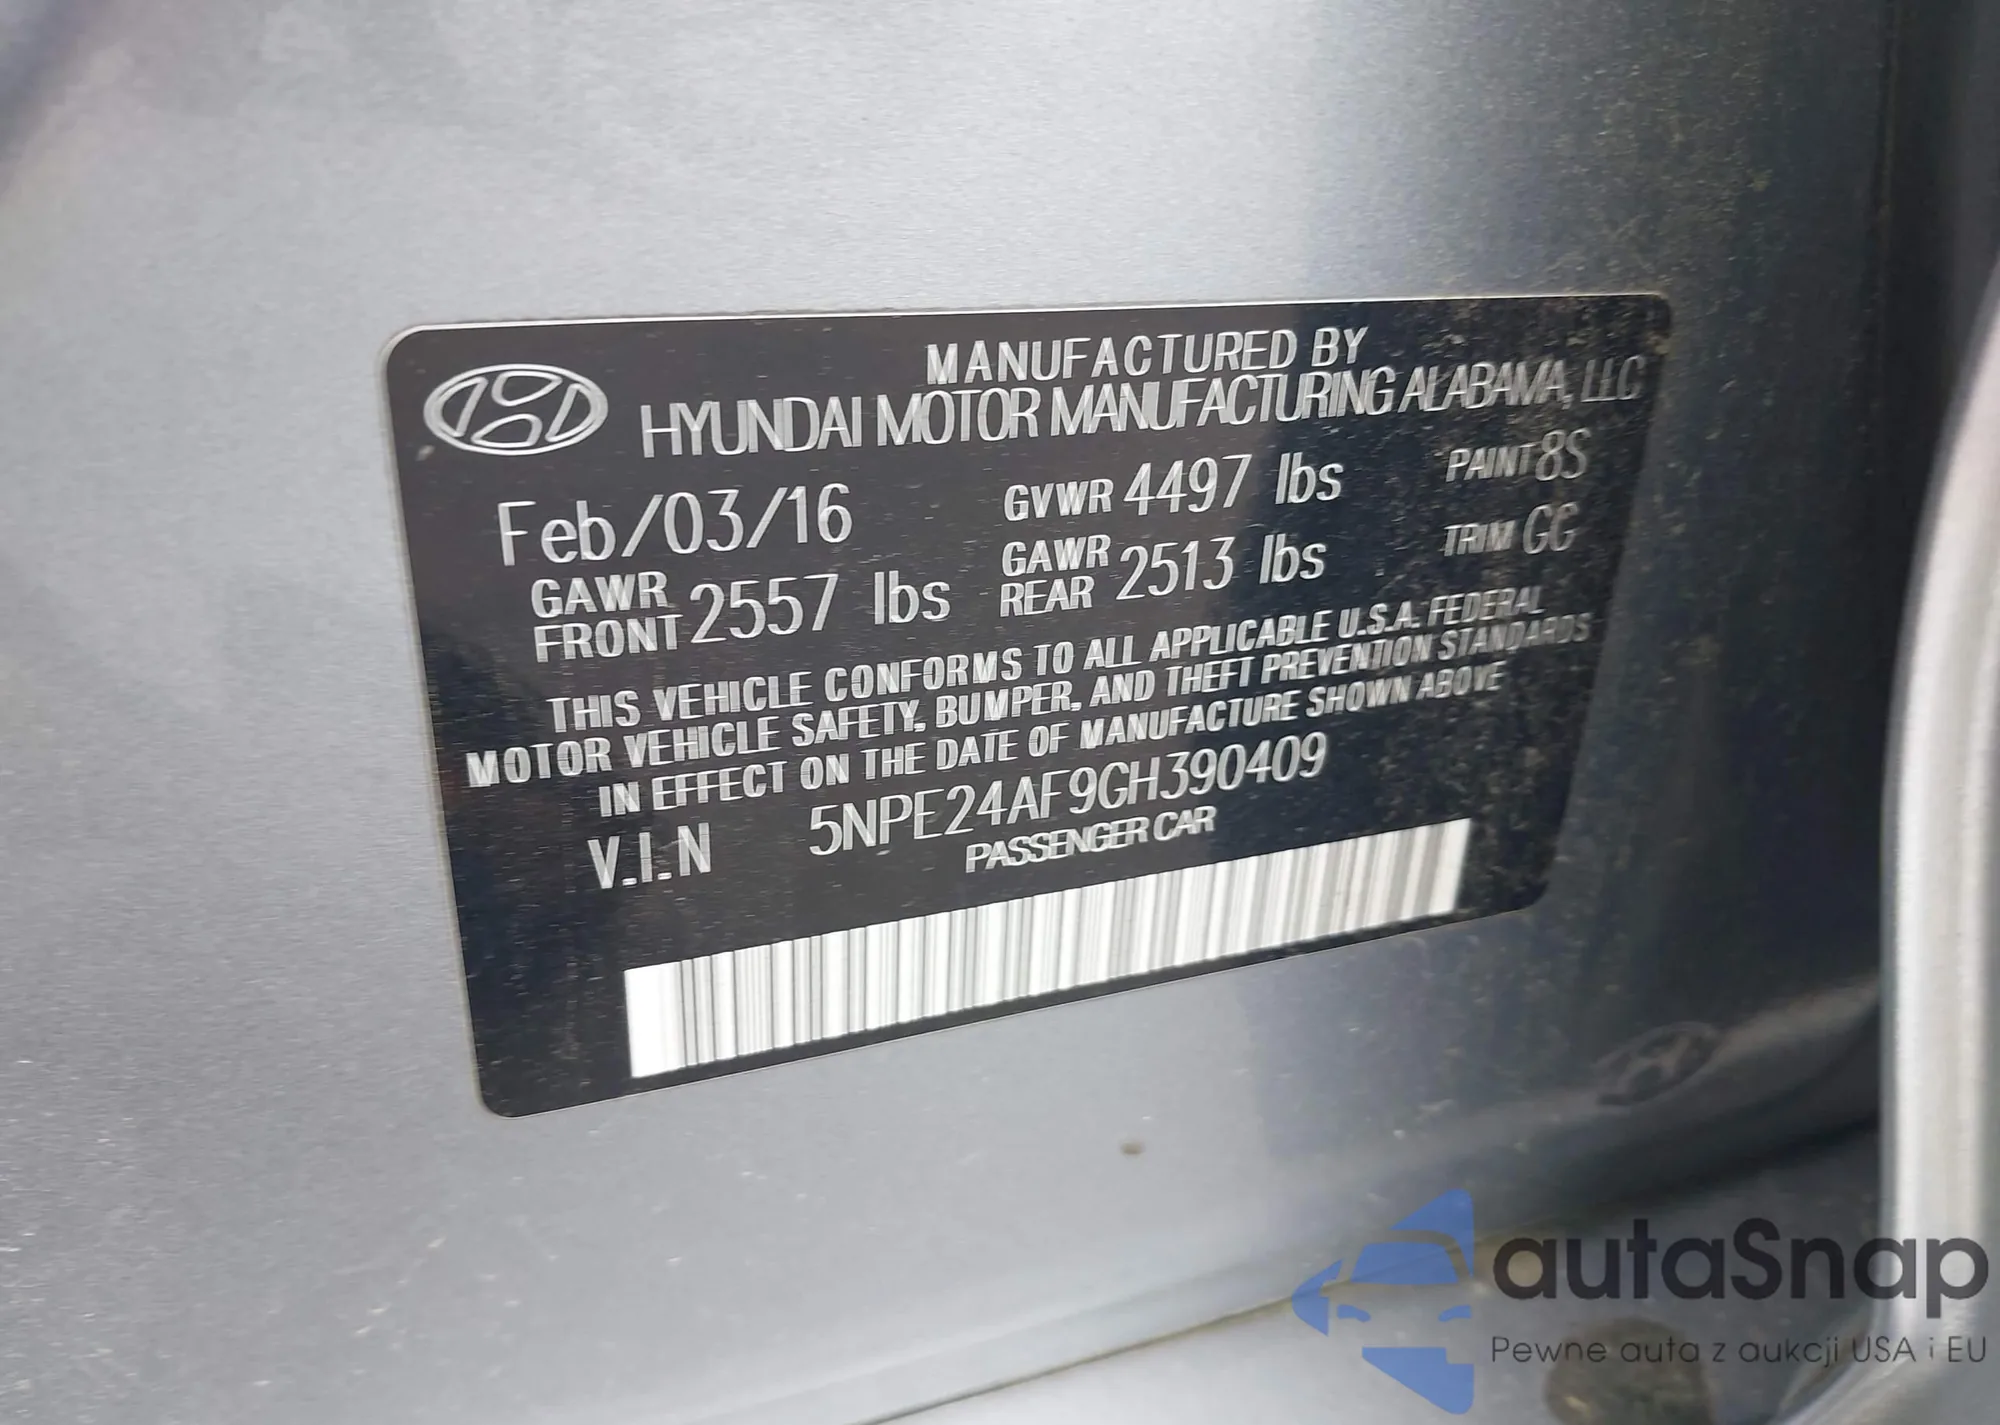 MANUFACTURED BY
HYUNDAI MOTOR MANUFACTURING ALABAMA, LLC
Feb/03/16 GVWR 4497 lbs PAINT 8S
GAWR FRONT 2557 lbs GAWR REAR 2513 lbs TRIM GG
THIS VEHICLE CONFORMS TO ALL APPLICABLE U.S.A. FEDERAL
MOTOR VEHICLE SAFETY, BUMPER, AND THEFT PREVENTION STANDARDS
IN EFFECT ON THE DATE OF MANUFACTURE SHOWN ABOVE
V.I.N 5NPE24AF9GH390409
PASSENGER CAR
autaSnap
Pewne auta z aukcji USA i EU